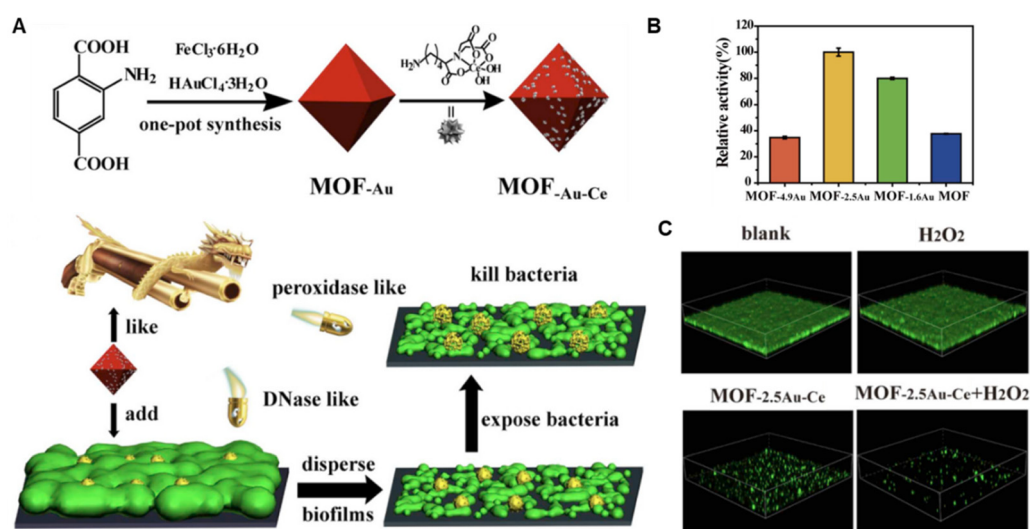 A
COOH
NH2
COOH
FeCl3·6H2O
HAuCl4·3H2O
one-pot synthesis
MOF-Au
H2N
4
N
O
O
O
O
O
O
Ce
OH
OH
=
MOF-Au-Ce
like
add
peroxidase like
DNase like
disperse
biofilms
expose bacteria
kill bacteria
B
Relative activity(%)
140
120
100
80
60
40
20
0
MOF-4.9Au MOF-2.5Au MOF-1.6Au MOF
C
blank
H2O2
MOF-2.5Au-Ce
MOF-2.5Au-Ce+H2O2